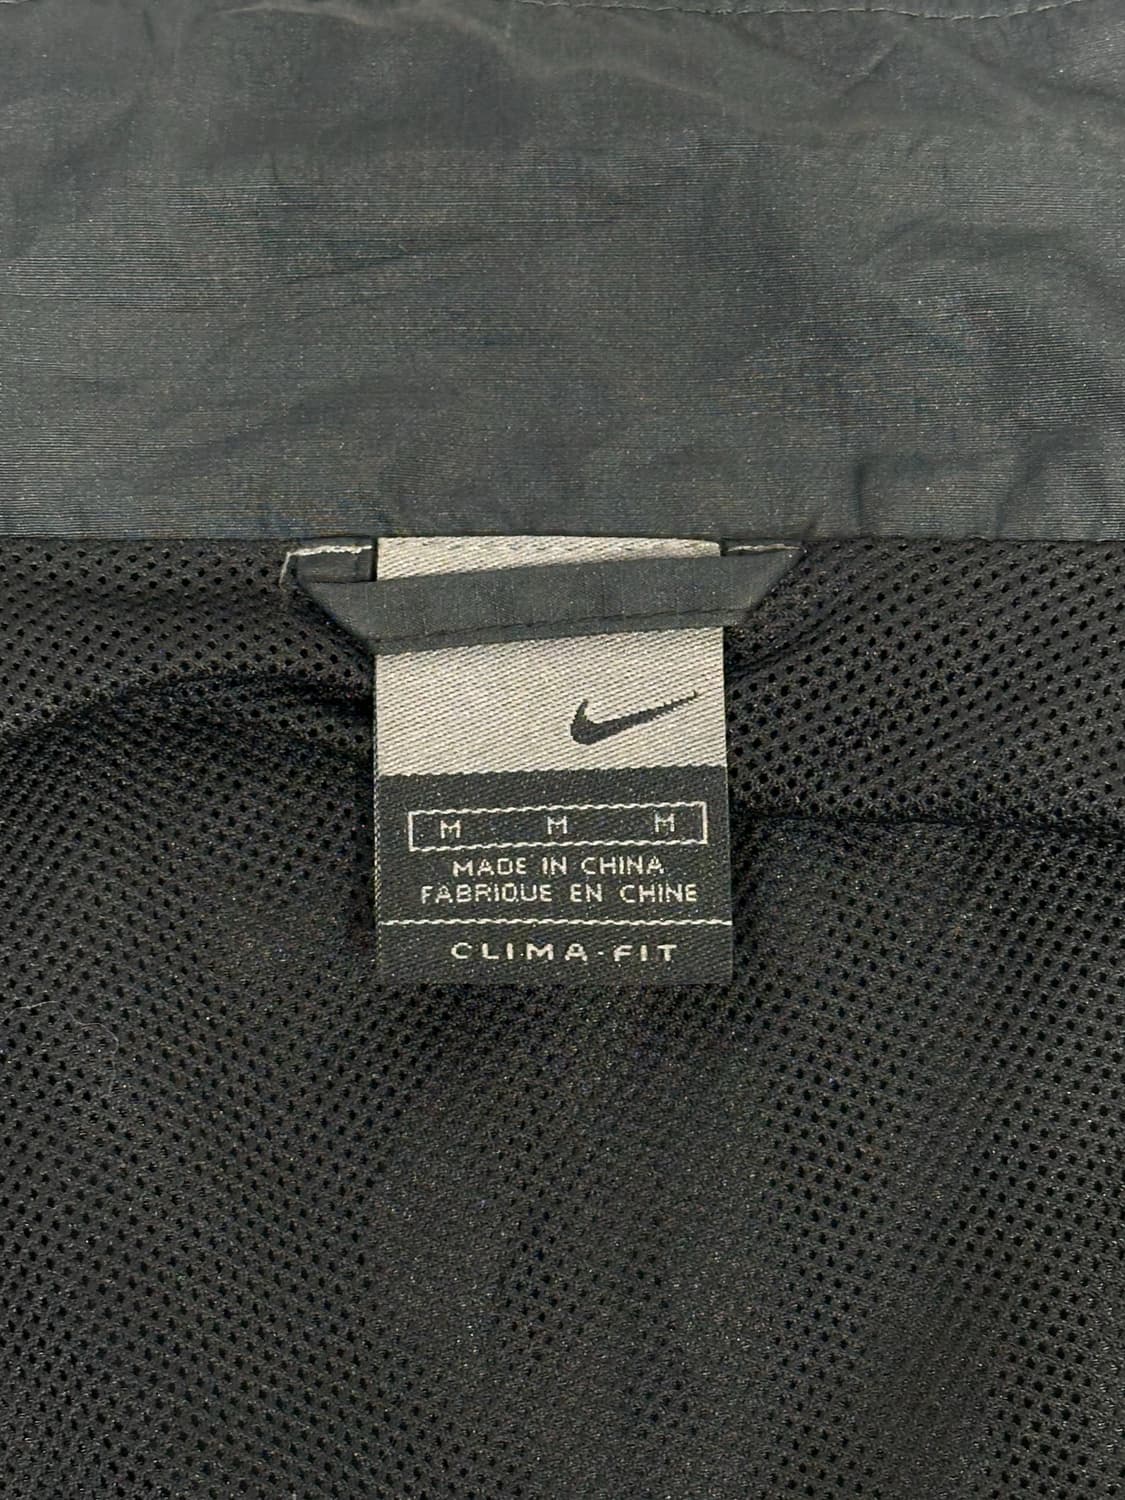 M M M
MADE IN CHINA
FABRIQUE EN CHINE
CLIMA-FIT